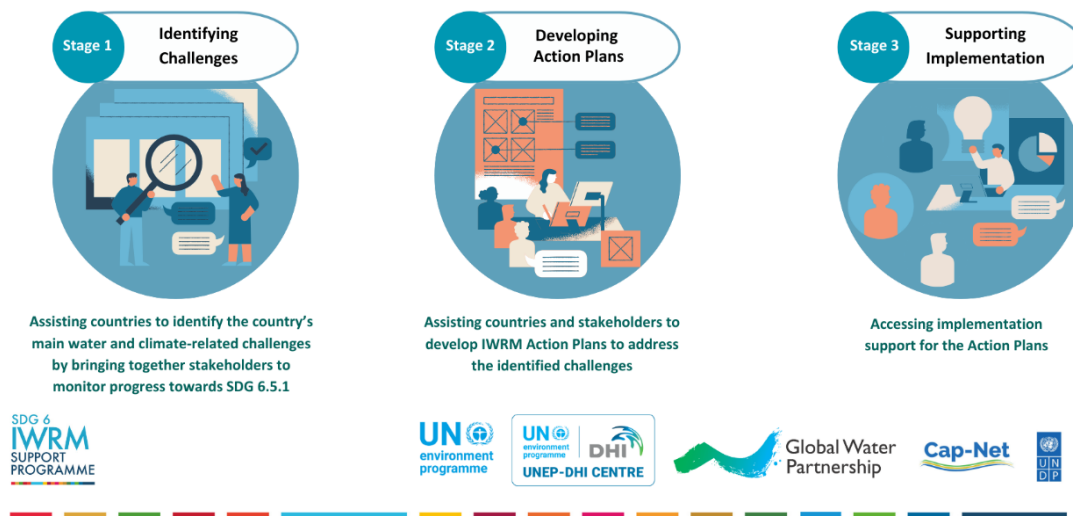 Stage 1
Identifying
Challenges
Stage 2
Developing
Action Plans
Stage 3
Supporting
Implementation
Assisting countries to identify the country's
main water and climate-related challenges
by bringing together stakeholders to
monitor progress towards SDG 6.5.1
Assisting countries and stakeholders to
develop IWRM Action Plans to address
the identified challenges
Accessing implementation
support for the Action Plans
SDG 6
IWRM
SUPPORT
PROGRAMME
UN
environment
programme
UN
environment
programme
DHI
UNEP-DHI CENTRE
Global Water
Partnership
Cap-Net
U N
D P